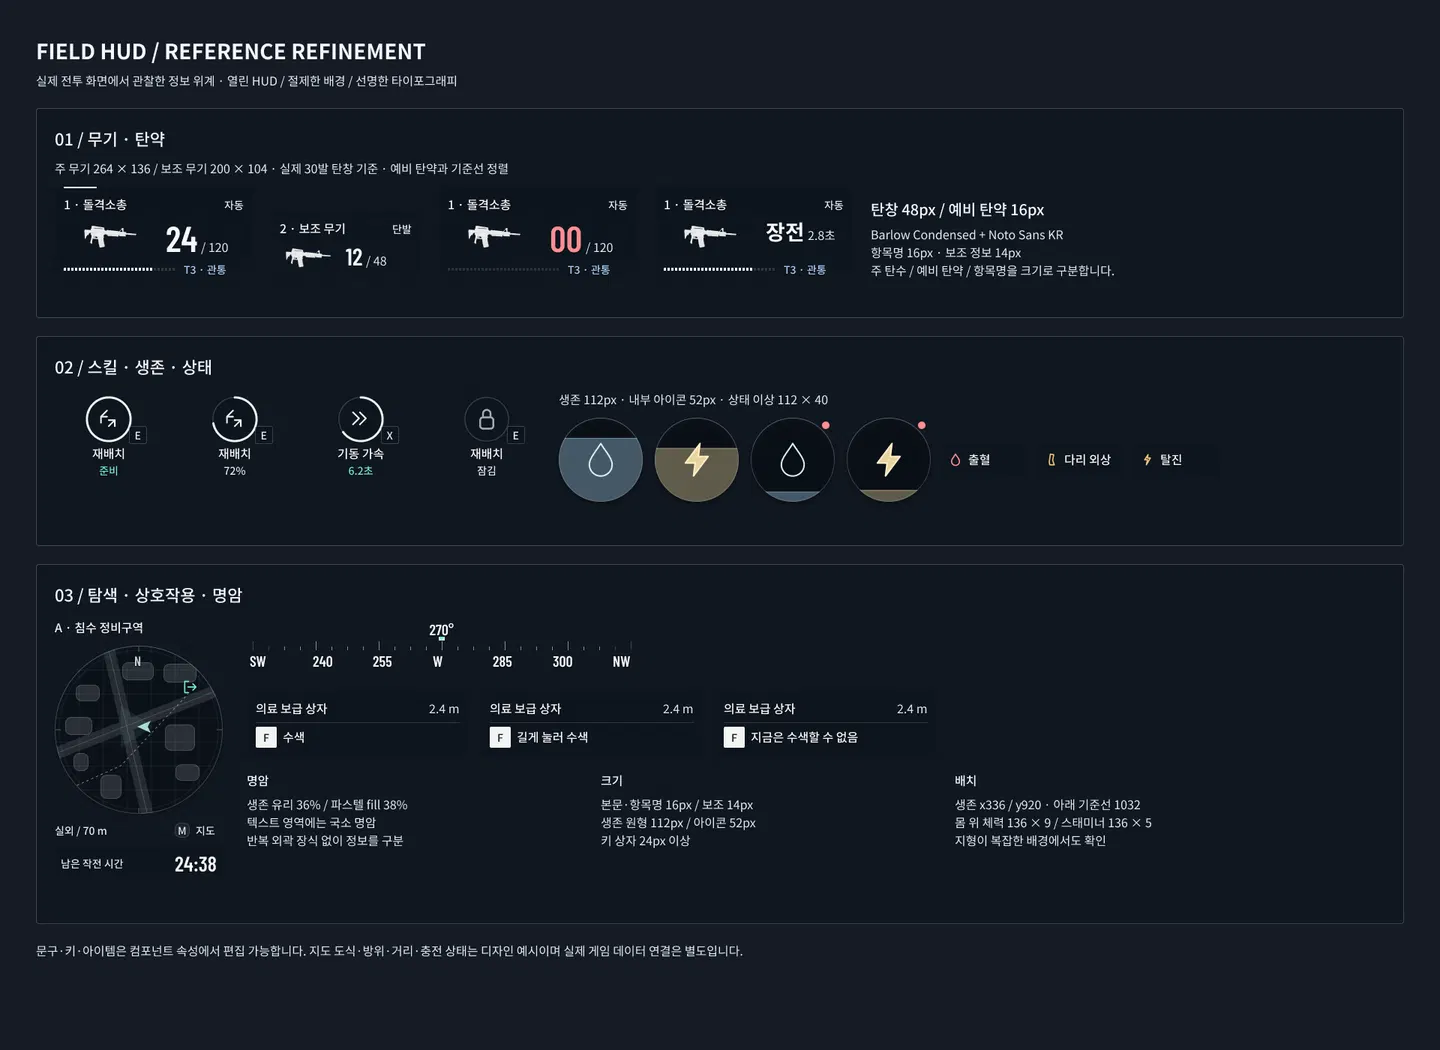 FIELD HUD / REFERENCE REFINEMENT
실제 전투 화면에서 관찰한 정보 위계 · 열린 HUD / 절제한 배경 / 선명한 타이포그래피
01 / 무기 · 탄약
주 무기 264 × 136 / 보조 무기 200 × 104 · 실제 30발 탄창 기준 · 예비 탄약과 기준선 정렬
1 · 돌격소총 자동
24 / 120
T3 · 관통
2 · 보조 무기 단발
12 / 48
1 · 돌격소총 자동
00 / 120
T3 · 관통
1 · 돌격소총 자동
장전 2.8초
T3 · 관통
탄창 48px / 예비 탄약 16px
Barlow Condensed + Noto Sans KR
항목명 16px · 보조 정보 14px
주 탄수 / 예비 탄약 / 항목명을 크기로 구분합니다.
02 / 스킬 · 생존 · 상태
E
재배치
준비
E
재배치
72%
X
기동 가속
6.2초
E
재배치
잠김
생존 112px · 내부 아이콘 52px · 상태 이상 112 × 40
출혈
다리 외상
탈진
03 / 탐색 · 상호작용 · 명암
A · 침수 정비구역
N
실외 / 70 m
M 지도
남은 작전 시간 24:38
270°
SW 240 255 W 285 300 NW
의료 보급 상자 2.4 m
F 수색
의료 보급 상자 2.4 m
F 길게 눌러 수색
의료 보급 상자 2.4 m
F 지금은 수색할 수 없음
명암
생존 유리 36% / 파스텔 fill 38%
텍스트 영역에는 국소 명암
반복 외곽 장식 없이 정보를 구분
크기
본문·항목명 16px / 보조 14px
생존 원형 112px / 아이콘 52px
키 상자 24px 이상
배치
생존 x336 / y920 · 아래 기준선 1032
몸 위 체력 136 × 9 / 스태미너 136 × 5
지형이 복잡한 배경에서도 확인
문구·키·아이템은 컴포넌트 속성에서 편집 가능합니다. 지도 도식·방위·거리·충전 상태는 디자인 예시이며 실제 게임 데이터 연결은 별도입니다.